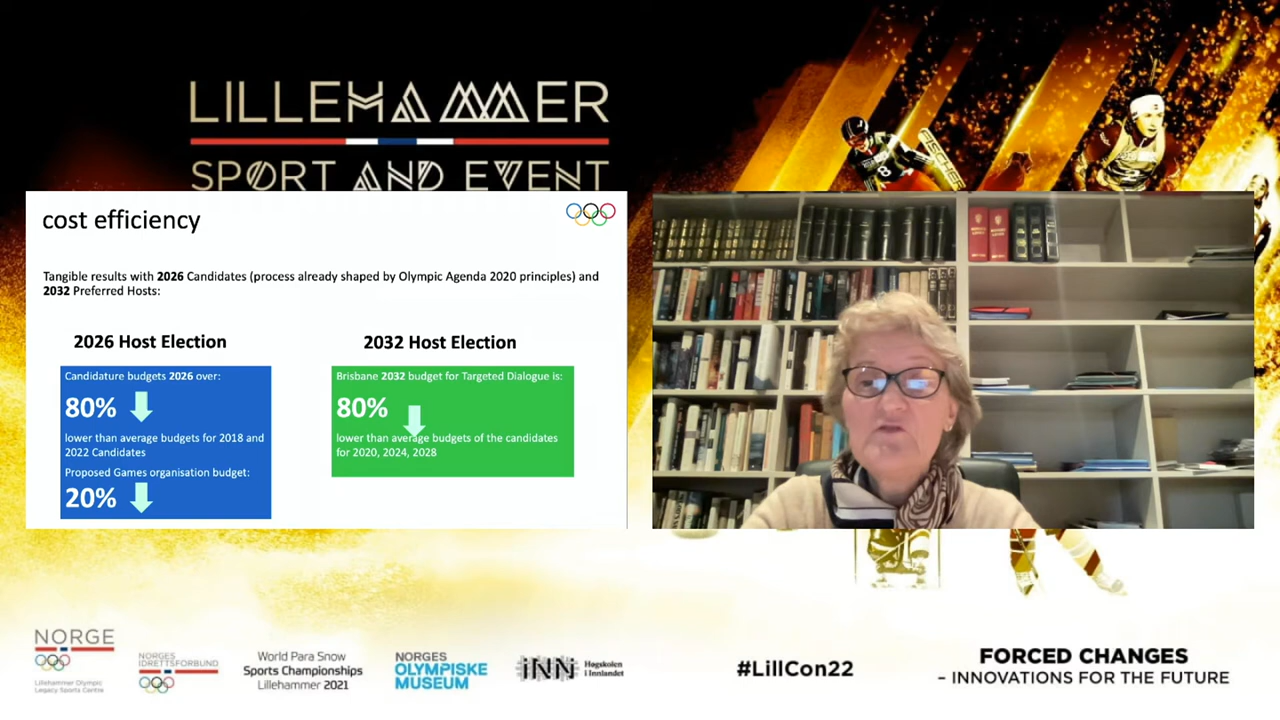 LILLEHAMMER
SPORT AND EVENT
FISCHER
8
cost efficiency
Tangible results with 2026 Candidates (process already shaped by Olympic Agenda 2020 principles) and
2032 Preferred Hosts:
2026 Host Election
Candidature budgets 2026 over:
80%
lower than average budgets for 2018 and
2022 Candidates
Proposed Games organisation budget:
20%
2032 Host Election
Brisbane 2032 budget for Targeted Dialogue is:
80%
lower than average budgets of the candidates
for 2020, 2024, 2028
NORGE
Lillehammer Olympic
Legacy Sports Centre
NORGES
IDRETTSFORBUND
World Para Snow
Sports Championships
Lillehammer 2021
NORGES
OLYMPISKE
MUSEUM
iNN
Høgskolen
i Innlandet
#LillCon22
FORCED CHANGES
– INNOVATIONS FOR THE FUTURE